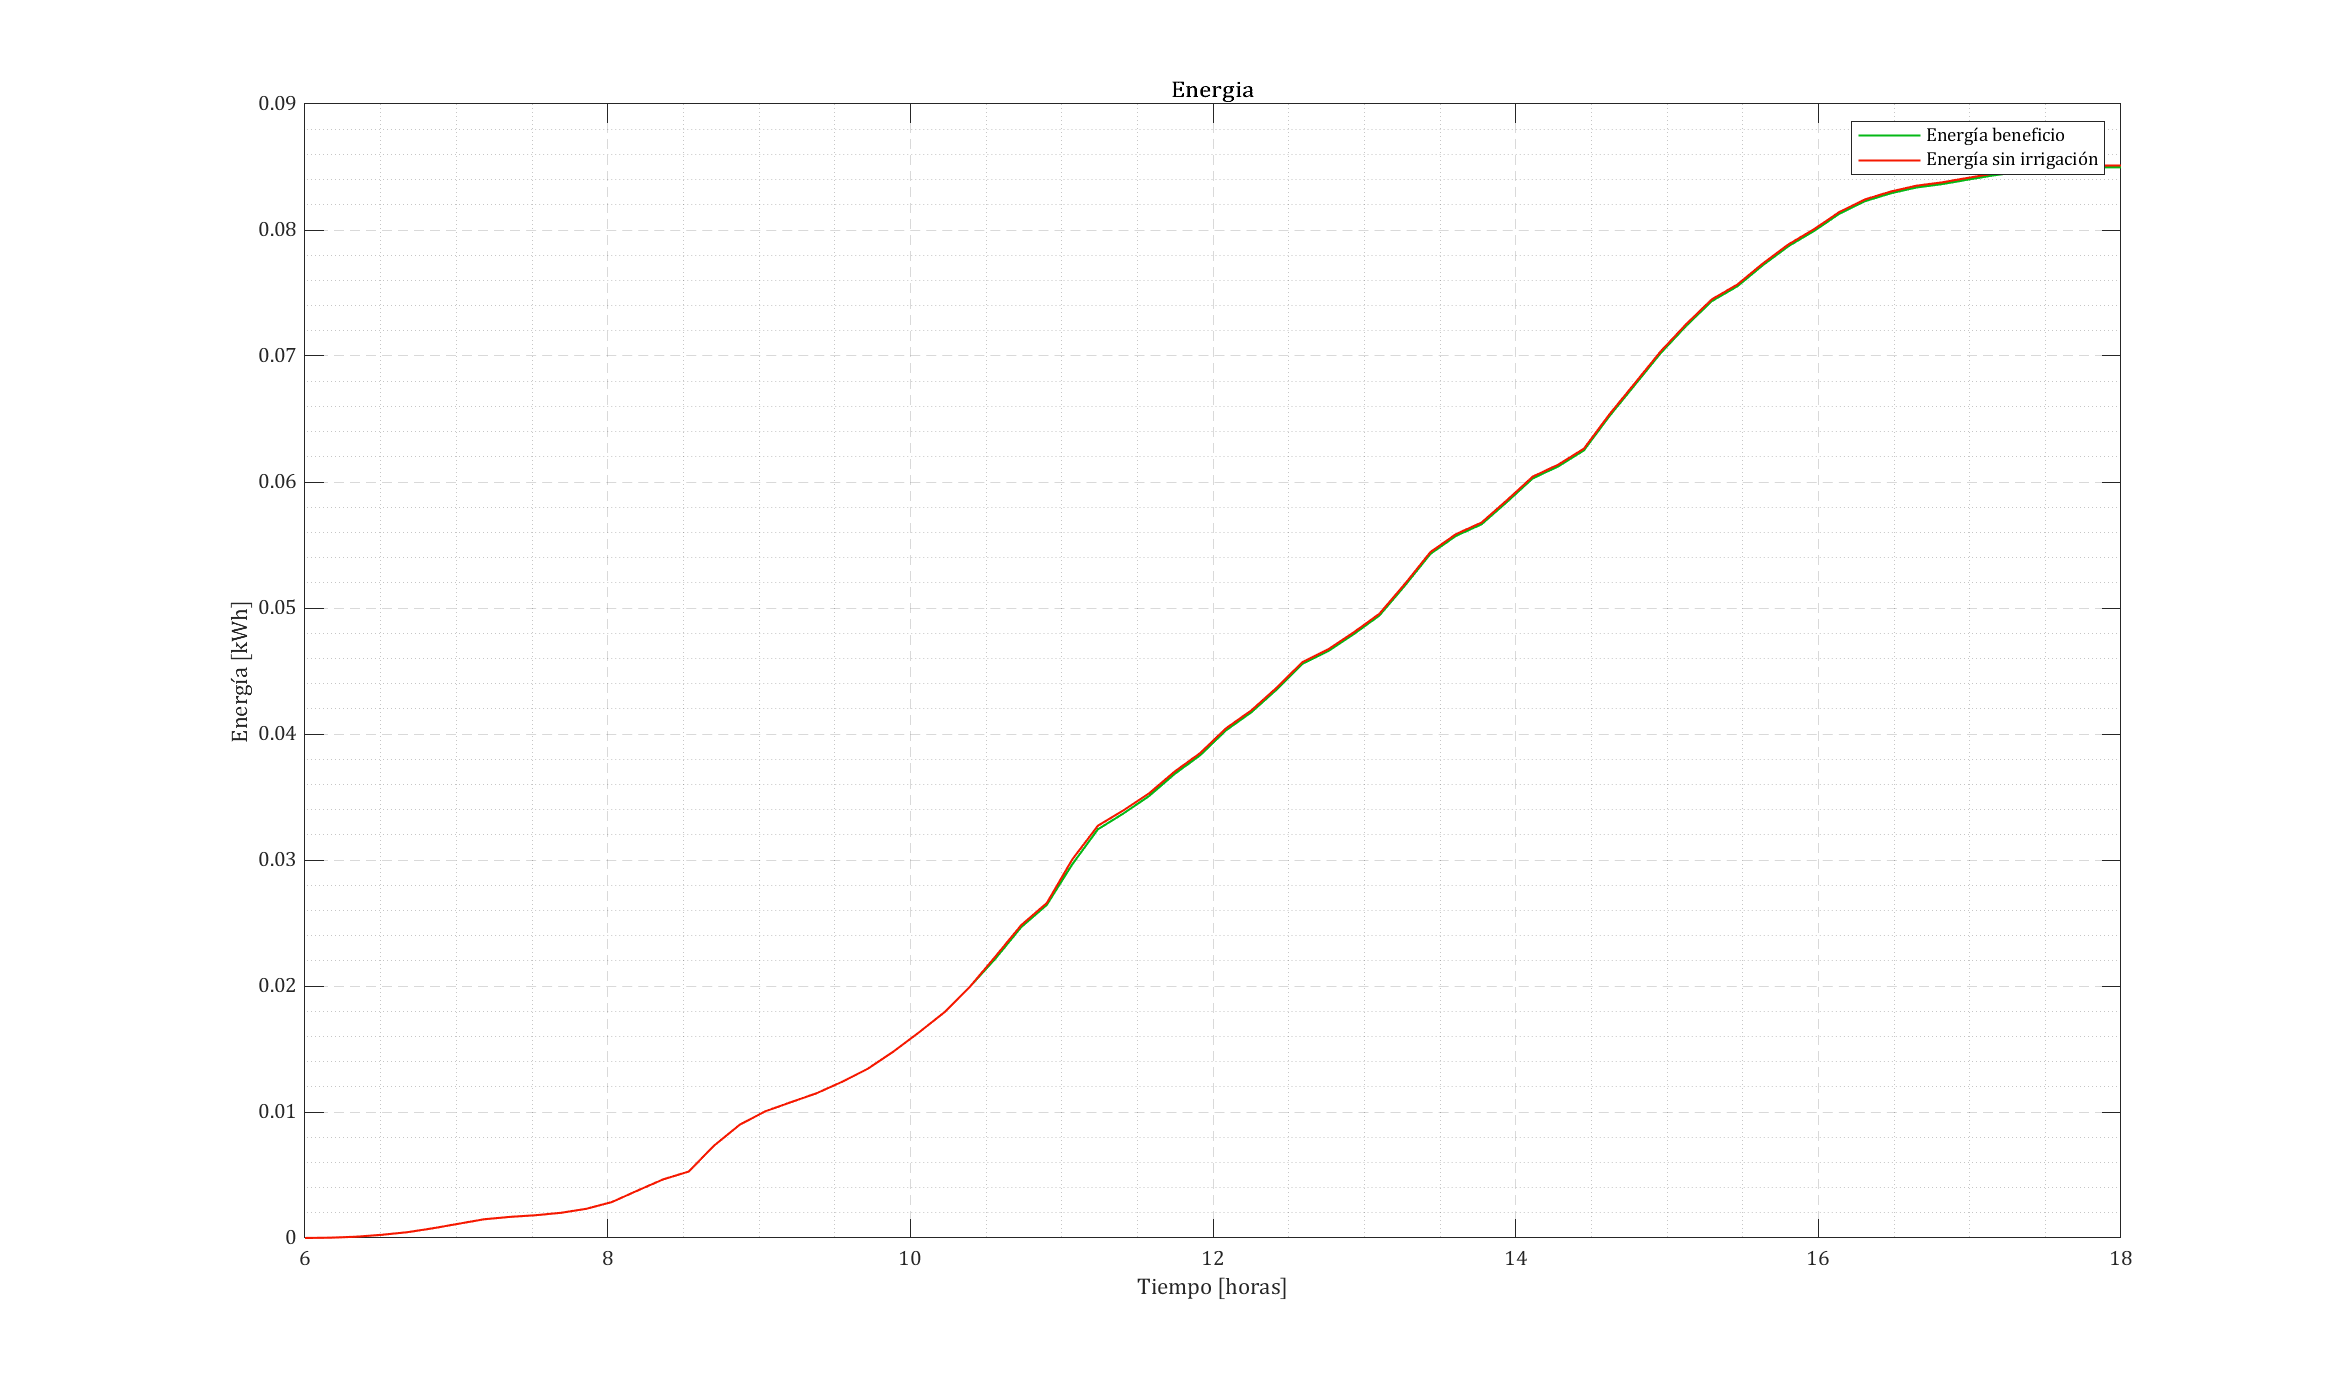 Energia
0.09
0.08
0.07
0.06
0.05
0.04
0.03
0.02
0.01
0
Energía [kWh]
Energía beneficio
Energía sin irrigación
6 8 10 12 14 16 18
Tiempo [horas]